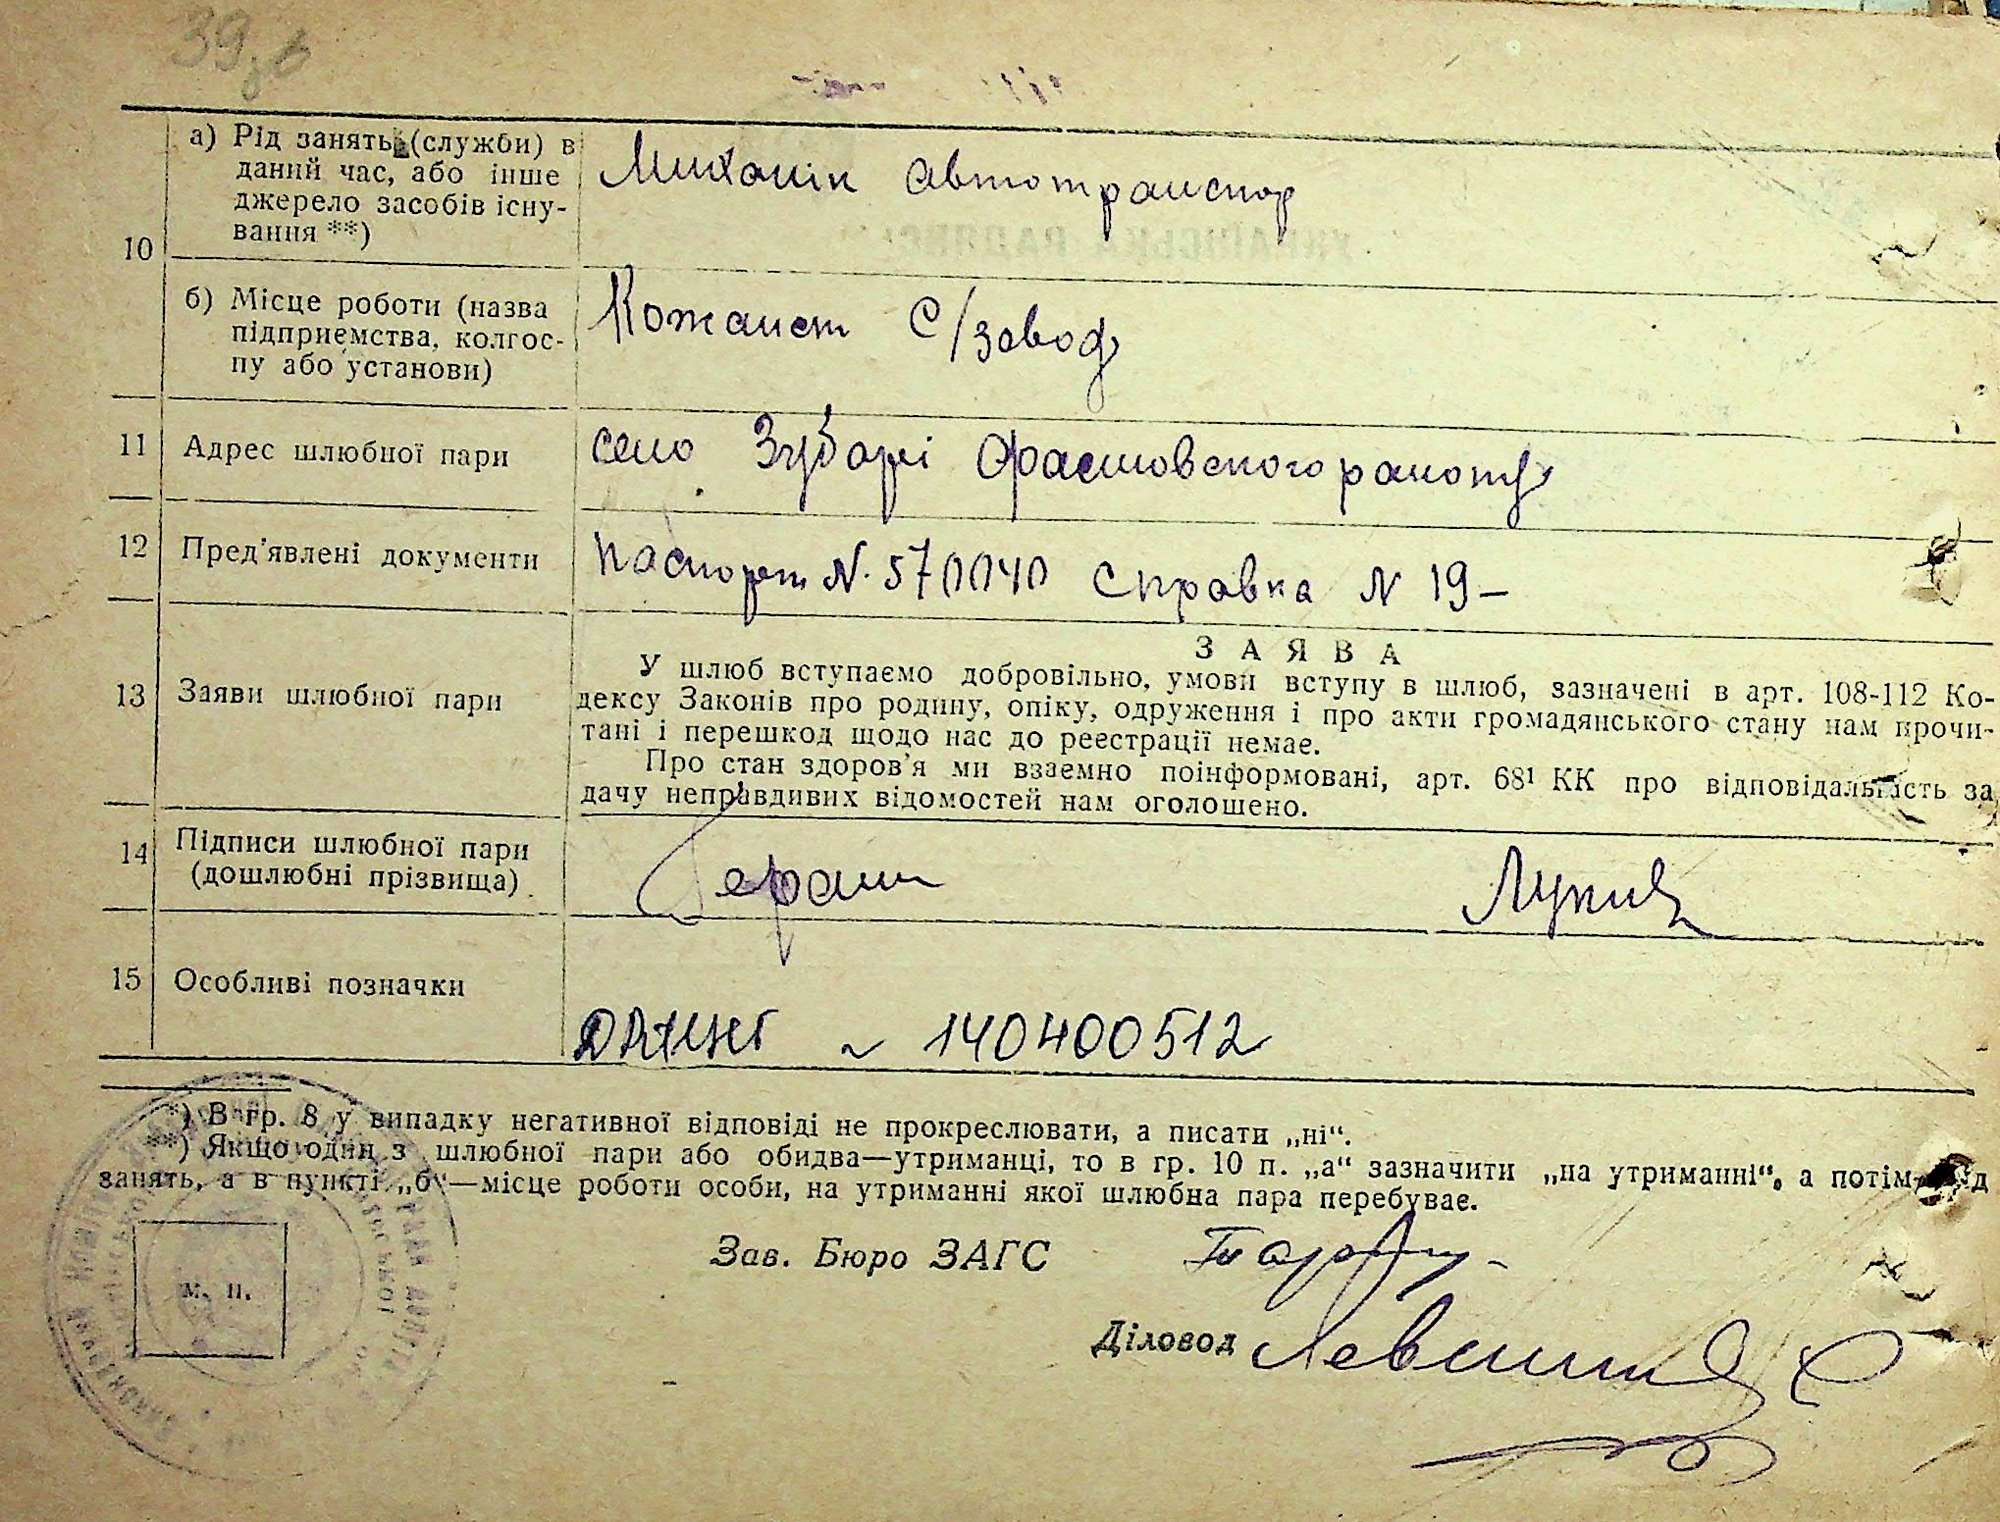 39
10
а) Рід занять (служби) в
даний час, або інше
джерело засобів існу-
вання **)
Миханік Автотранспор
б) Місце роботи (назва
підприємства, колгос-
пу або установи)
Кожанст С/завод
11 Адрес шлюбної пари село Зубарі Фастовского района
12 Пред'явлені документи паспорт N. 570040 Справка N 19-
13 Заяви шлюбної пари
ЗАЯВА
У шлюб вступаємо добровільно, умови вступу в шлюб, зазначені в арт. 108-112 Ко-
дексу Законів про родину, опіку, одруження і про акти громадянського стану нам прочи-
тані і перешкод щодо нас до реестрації немає.
Про стан здоров'я ми взаємно поінформовані, арт. 68¹ КК про відповідальність за
дачу неправдивих відомостей нам оголошено.
14 Підписи шлюбної пари
(дошлюбні прізвища)
15 Особливі позначки
140400512
*) В гр. 8 у випадку негативної відповіді не прокреслювати, а писати „ні“.
**) Якщо один з шлюбної пари або обидва—утриманці, то в гр. 10 п. „а“ зазначити „на утриманні“, а потім рід
занять, а в пункті „б“—місце роботи особи, на утриманні якої шлюбна пара перебуває.
м. п.
Зав. Бюро ЗАГС
Діловод